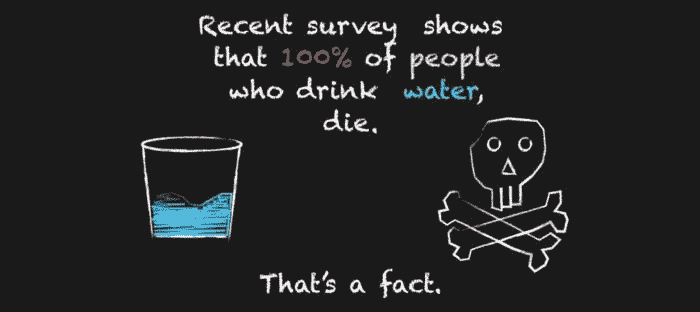 Recent survey shows
that 100% of people
who drink water,
die.
That's a fact.